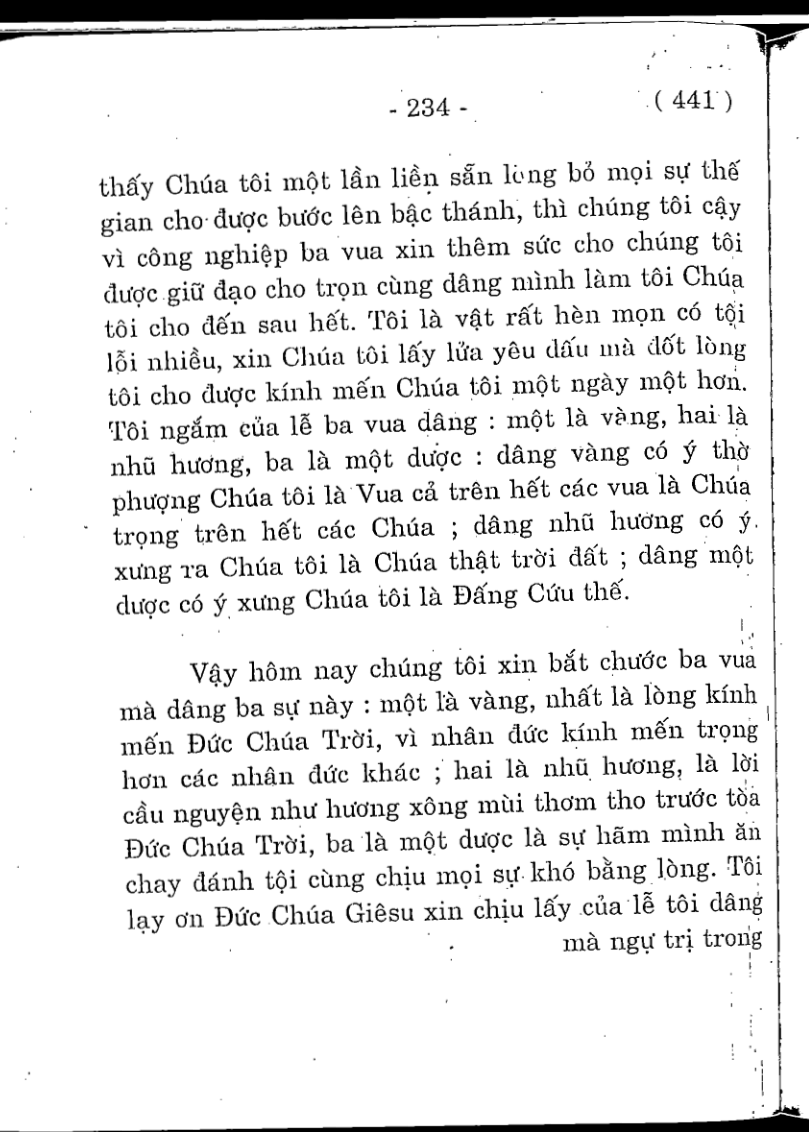 - 234 - ( 441 )
thấy Chúa tôi một lần liền sẵn lòng bỏ mọi sự thế
gian cho được bước lên bậc thánh, thì chúng tôi cậy
vì công nghiệp ba vua xin thêm sức cho chúng tôi
được giữ đạo cho trọn cùng dâng mình làm tôi Chúa
tôi cho đến sau hết. Tôi là vật rất hèn mọn có tội
lỗi nhiều, xin Chúa tôi lấy lửa yêu dấu mà đốt lòng
tôi cho được kính mến Chúa tôi một ngày một hơn.
Tôi ngắm của lễ ba vua dâng : một là vàng, hai là
nhũ hương, ba là một dược : dâng vàng có ý thờ
phượng Chúa tôi là Vua cả trên hết các vua là Chúa
trọng trên hết các Chúa ; dâng nhũ hương có ý
xưng ra Chúa tôi là Chúa thật trời đất ; dâng một
dược có ý xưng Chúa tôi là Đấng Cứu thế.
Vậy hôm nay chúng tôi xin bắt chước ba vua
mà dâng ba sự này : một là vàng, nhất là lòng kính
mến Đức Chúa Trời, vì nhân đức kính mến trọng
hơn các nhân đức khác ; hai là nhũ hương, là lời
cầu nguyện như hương xông mùi thơm tho trước tòa
Đức Chúa Trời, ba là một dược là sự hãm mình ăn
chay đánh tội cùng chịu mọi sự khó bằng lòng. Tôi
lạy ơn Đức Chúa Giêsu xin chịu lấy của lễ tôi dâng
mà ngự trị trong